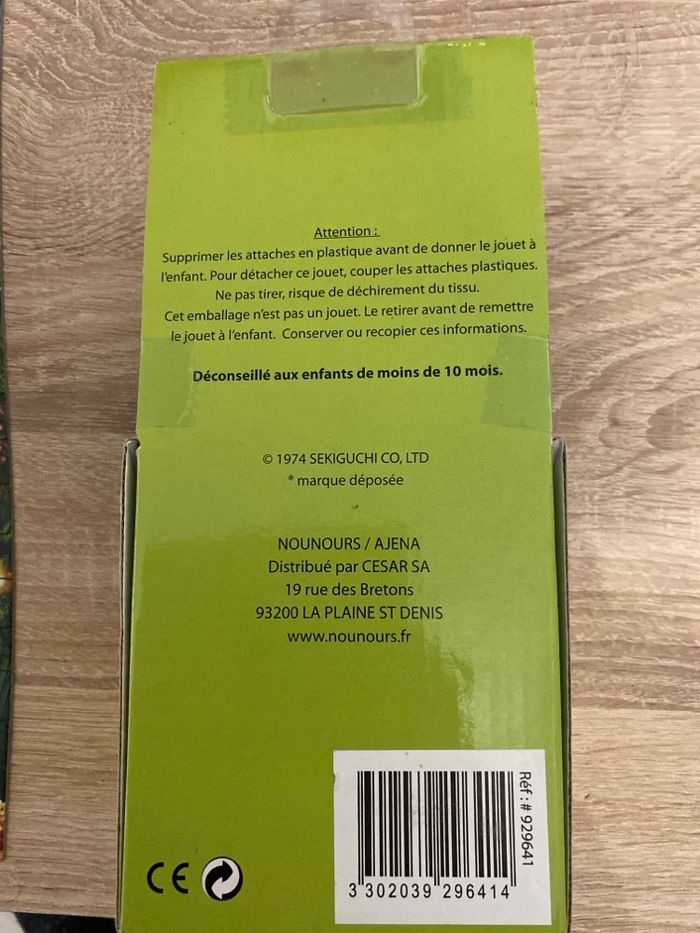 Attention :
Supprimer les attaches en plastique avant de donner le jouet à
l'enfant. Pour détacher ce jouet, couper les attaches plastiques.
Ne pas tirer, risque de déchirement du tissu.
Cet emballage n'est pas un jouet. Le retirer avant de remettre
le jouet à l'enfant. Conserver ou recopier ces informations.
Déconseillé aux enfants de moins de 10 mois.
© 1974 SEKIGUCHI CO, LTD
® marque déposée
NOUNOURS / AJENA
Distribué par CESAR SA
19 rue des Bretons
93200 LA PLAINE ST DENIS
www.nounours.fr
Réf : # 929641
3 302039 296414
CE